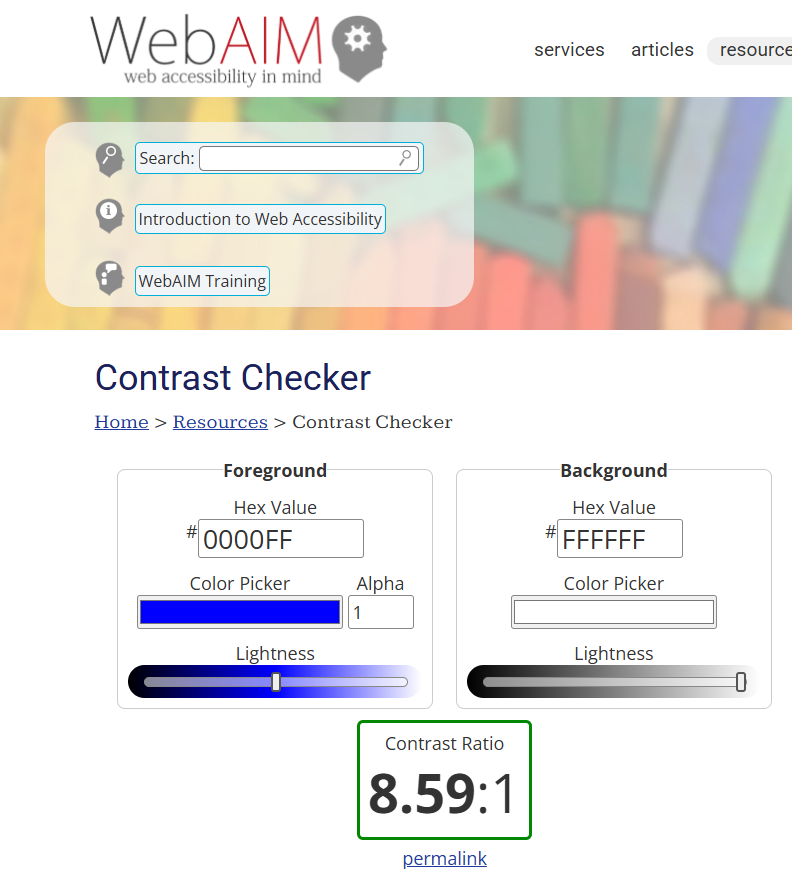 WebAIM
web accessibility in mind
services articles resource
Search:
Introduction to Web Accessibility
WebAIM Training
Contrast Checker
Home > Resources > Contrast Checker
Foreground
Hex Value
#0000FF
Color Picker Alpha
1
Lightness
Background
Hex Value
#FFFFFF
Color Picker
Lightness
Contrast Ratio
8.59:1
permalink